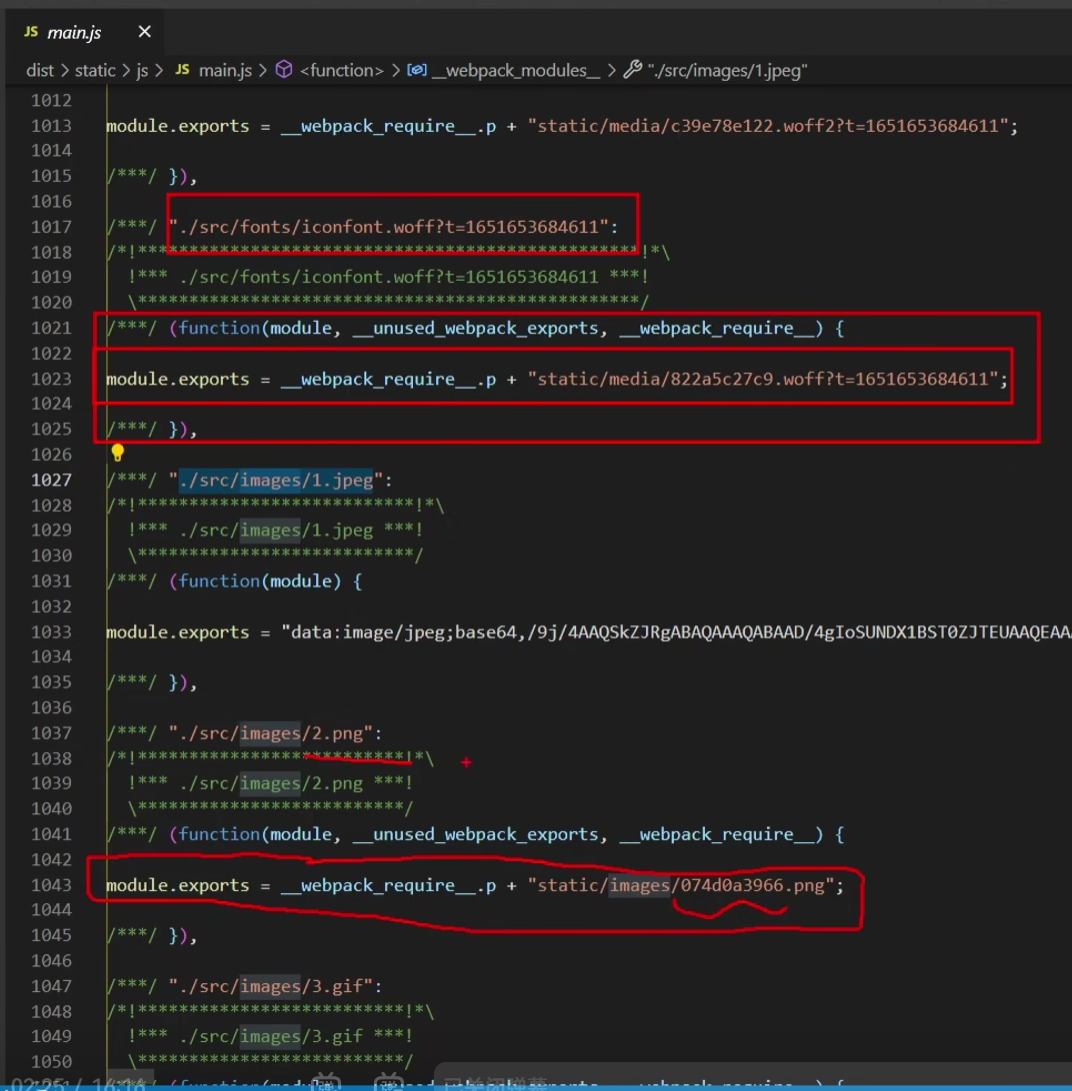 JS main.js ×
dist > static > js > JS main.js > <function> > __webpack_modules__ > "./src/images/1.jpeg"
1012
1013 module.exports = __webpack_require__.p + "static/media/c39e78e122.woff2?t=1651653684611";
1014
1015 /***/ }),
1016
1017 /***/ "./src/fonts/iconfont.woff?t=1651653684611":
1018 /*!*************************************************!*\
1019 !*** ./src/fonts/iconfont.woff?t=1651653684611 ***!
1020 \*************************************************/
1021 /***/ (function(module, __unused_webpack_exports, __webpack_require__) {
1022
1023 module.exports = __webpack_require__.p + "static/media/822a5c27c9.woff?t=1651653684611";
1024
1025 /***/ }),
1026
1027 /***/ "./src/images/1.jpeg":
1028 /*!***************************!*\
1029 !*** ./src/images/1.jpeg ***!
1030 \***************************/
1031 /***/ (function(module) {
1032
1033 module.exports = "data:image/jpeg;base64,/9j/4AAQSkZJRgABAQAAAQABAAD/4gIoSUNDX1BST0ZJTEUAAQEAA
1034
1035 /***/ }),
1036
1037 /***/ "./src/images/2.png":
1038 /*!**************************!*\
1039 !*** ./src/images/2.png ***!
1040 \**************************/
1041 /***/ (function(module, __unused_webpack_exports, __webpack_require__) {
1042
1043 module.exports = __webpack_require__.p + "static/images/074d0a3966.png";
1044
1045 /***/ }),
1046
1047 /***/ "./src/images/3.gif":
1048 /*!**************************!*\
1049 !*** ./src/images/3.gif ***!
1050 \**************************/
/***/ (function(module, __unused_webpack_exports, __webpack_require__) {